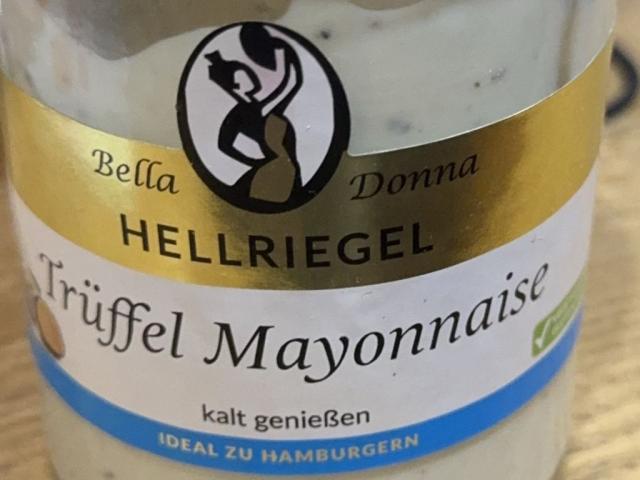 Bella Donna
HELLRIEGEL
Trüffel Mayonnaise
kalt genießen
IDEAL ZU HAMBURGERN